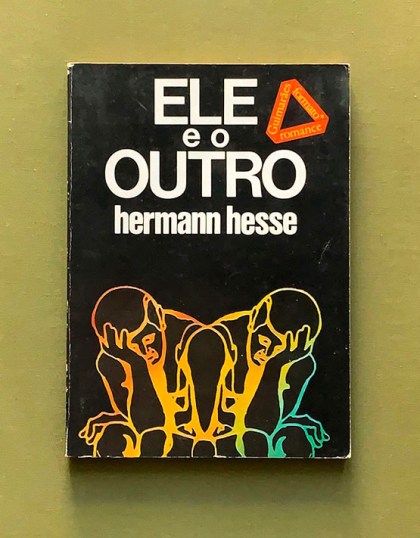 ELE
e o
OUTRO
hermann hesse
Guimarães
formato
romance